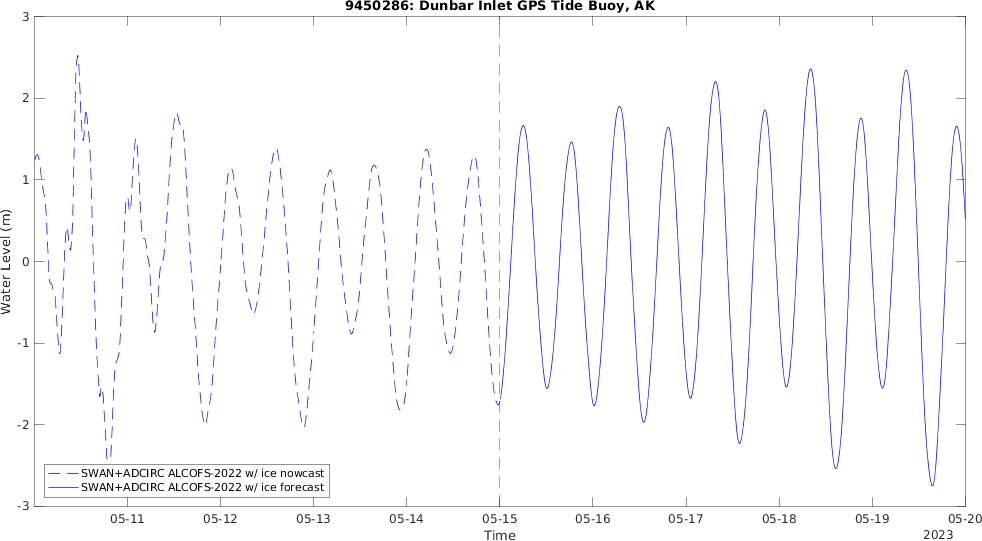 9450286: Dunbar Inlet GPS Tide Buoy, AK
3
2
1
0
-1
-2
-3
Water Level (m)
SWAN+ADCIRC ALCOFS-2022 w/ ice nowcast
SWAN+ADCIRC ALCOFS-2022 w/ ice forecast
05-11 05-12 05-13 05-14 05-15 05-16 05-17 05-18 05-19 05-20
Time
2023